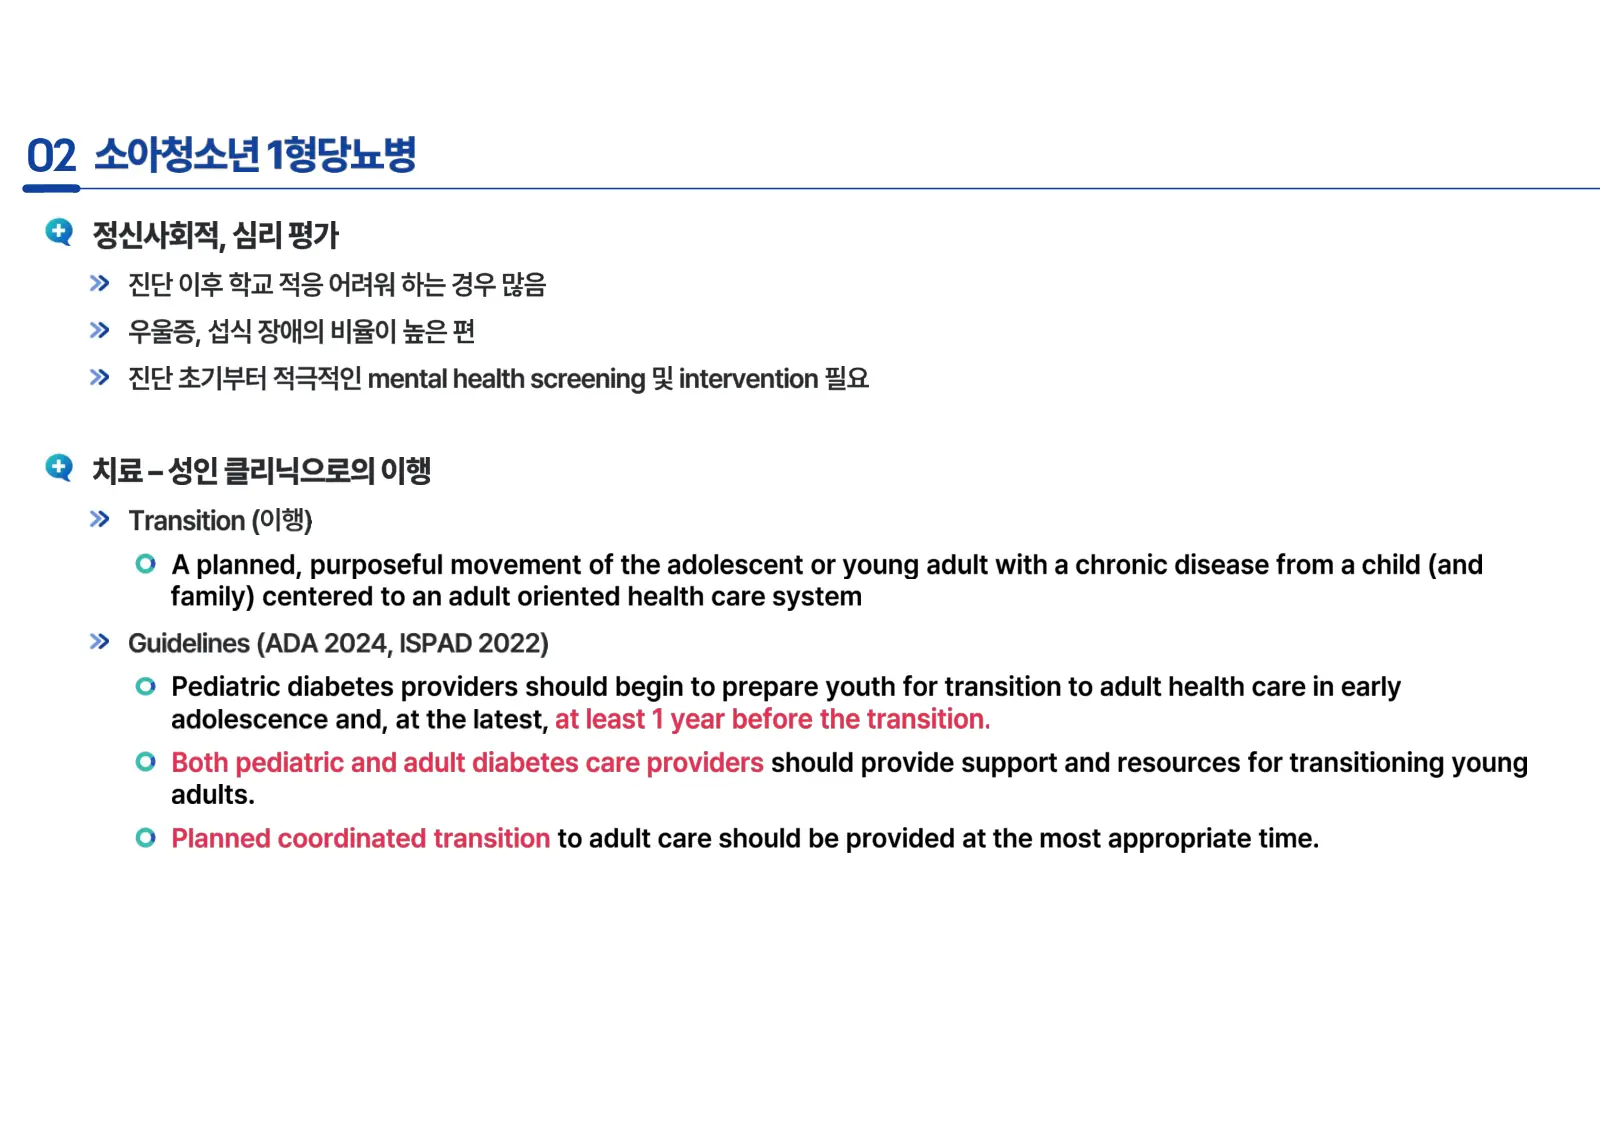 02 소아청소년 1형당뇨병
정신사회적, 심리 평가
진단 이후 학교 적응 어려워 하는 경우 많음
우울증, 섭식 장애의 비율이 높은 편
진단 초기부터 적극적인 mental health screening 및 intervention 필요
치료 – 성인 클리닉으로의 이행
Transition (이행)
A planned, purposeful movement of the adolescent or young adult with a chronic disease from a child (and
family) centered to an adult oriented health care system
Guidelines (ADA 2024, ISPAD 2022)
Pediatric diabetes providers should begin to prepare youth for transition to adult health care in early
adolescence and, at the latest, at least 1 year before the transition.
Both pediatric and adult diabetes care providers should provide support and resources for transitioning young
adults.
Planned coordinated transition to adult care should be provided at the most appropriate time.